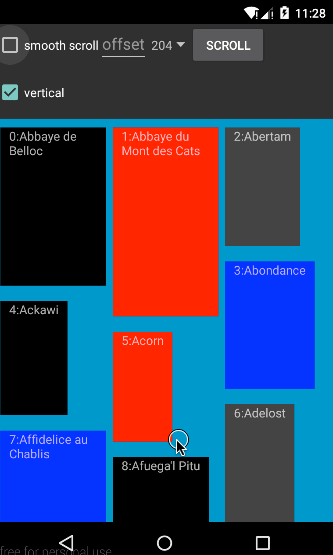 11:28
smooth scroll offset 204 SCROLL
vertical
0:Abbaye de
Belloc
1:Abbaye du
Mont des Cats
2:Abertam
3:Abondance
4:Ackawi
5:Acorn
6:Adelost
7:Affidelice au
Chablis
8:Afuega'l Pitu
free for personal use